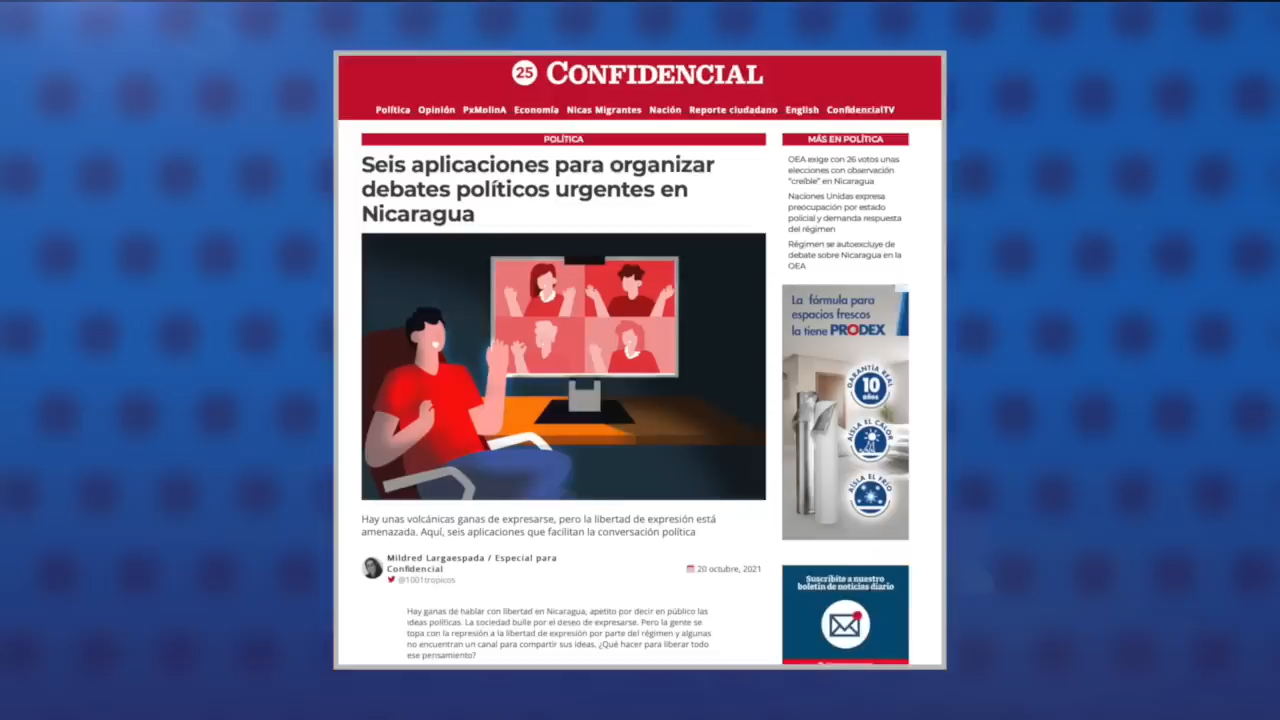 25 CONFIDENCIAL
Política Opinión PxMolinA Economía Nicas Migrantes Nación Reporte ciudadano English ConfidencialTV
POLÍTICA
Seis aplicaciones para organizar
debates políticos urgentes en
Nicaragua
Hay unas volcánicas ganas de expresarse, pero la libertad de expresión está
amenazada. Aquí, seis aplicaciones que facilitan la conversación política
Mildred Largaespada / Especial para
Confidencial
@1001tropicos
20 octubre, 2021
Hay ganas de hablar con libertad en Nicaragua, apetito por decir en público las
ideas políticas. La sociedad bulle por el deseo de expresarse. Pero la gente se
topa con la represión a la libertad de expresión por parte del régimen y algunas
no encuentran un canal para compartir sus ideas. ¿Qué hacer para liberar todo
ese pensamiento?
MÁS EN POLÍTICA
OEA exige con 26 votos unas
elecciones con observación
"creíble" en Nicaragua
Naciones Unidas expresa
preocupación por estado
policial y demanda respuesta
del régimen
Régimen se autoexcluye de
debate sobre Nicaragua en la
OEA
La fórmula para
espacios frescos
la tiene PRODEX
GARANTÍA REAL
10
años
AISLA EL CALOR
AISLA EL FRÍO
Suscribite a nuestro
boletín de noticias diario